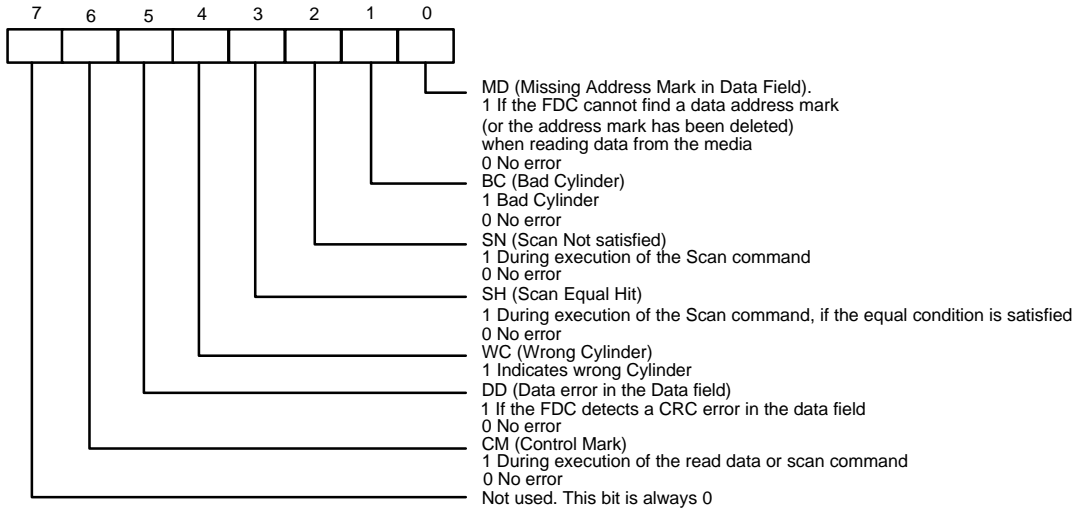 7 6 5 4 3 2 1 0
MD (Missing Address Mark in Data Field).
1 If the FDC cannot find a data address mark
(or the address mark has been deleted)
when reading data from the media
0 No error
BC (Bad Cylinder)
1 Bad Cylinder
0 No error
SN (Scan Not satisfied)
1 During execution of the Scan command
0 No error
SH (Scan Equal Hit)
1 During execution of the Scan command, if the equal condition is satisfied
0 No error
WC (Wrong Cylinder)
1 Indicates wrong Cylinder
DD (Data error in the Data field)
1 If the FDC detects a CRC error in the data field
0 No error
CM (Control Mark)
1 During execution of the read data or scan command
0 No error
Not used. This bit is always 0